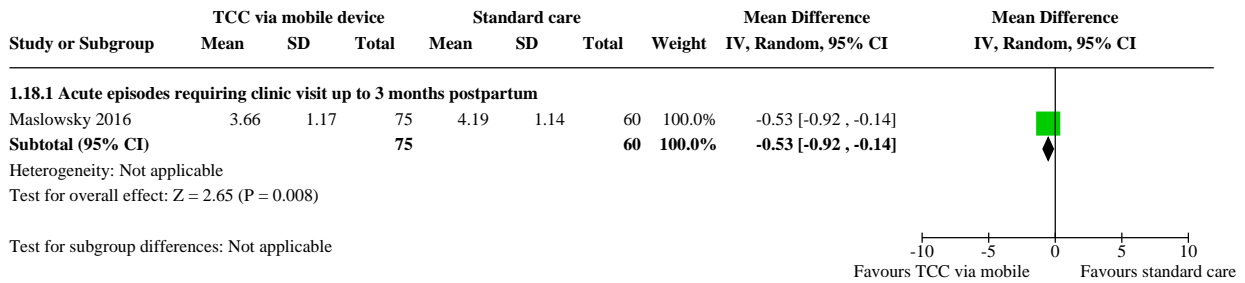 TCC via mobile device Standard care Mean Difference Mean Difference
Study or Subgroup Mean SD Total Mean SD Total Weight IV, Random, 95% CI IV, Random, 95% CI
1.18.1 Acute episodes requiring clinic visit up to 3 months postpartum
Maslowsky 2016 3.66 1.17 75 4.19 1.14 60 100.0% -0.53 [-0.92 , -0.14]
Subtotal (95% CI) 75 60 100.0% -0.53 [-0.92 , -0.14]
Heterogeneity: Not applicable
Test for overall effect: Z = 2.65 (P = 0.008)
Test for subgroup differences: Not applicable
-10 -5 0 5 10
Favours TCC via mobile Favours standard care